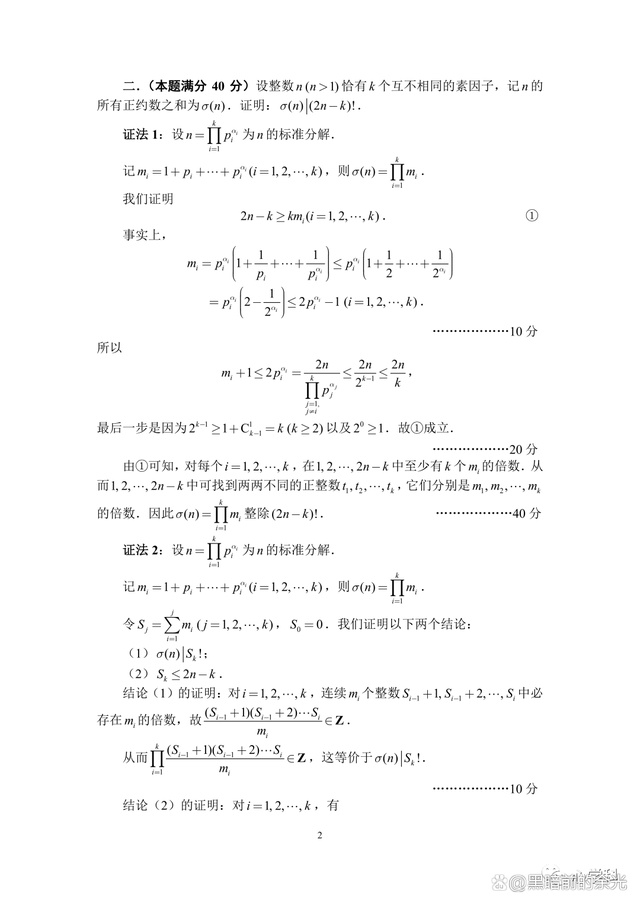 二.（本题满分 40 分）设整数 n (n>1) 恰有 k 个互不相同的素因子，记 n 的
所有正约数之和为 σ(n)．证明：σ(n)|(2n−k)!．
证法 1：设 n=∏_{i=1}^{k} p_i^{α_i} 为 n 的标准分解．
记 m_i=1+p_i+⋯+p_i^{α_i} (i=1,2,⋯,k)，则 σ(n)=∏_{i=1}^{k} m_i．
我们证明
2n−k≥km_i (i=1,2,⋯,k)． ①
事实上，
m_i=p_i^{α_i}(1+1/p_i+⋯+1/p_i^{α_i})≤p_i^{α_i}(1+1/2+⋯+1/2^{α_i})
=p_i^{α_i}(2−1/2^{α_i})≤2p_i^{α_i}−1 (i=1,2,⋯,k)．
………………10 分
所以
m_i+1≤2p_i^{α_i}=2n/∏_{j=1,j≠i}^{k} p_j^{α_j}≤2n/2^{k−1}≤2n/k，
最后一步是因为 2^{k−1}≥1+C_{k−1}^{1}=k (k≥2) 以及 2^0≥1．故①成立．
………………20 分
由①可知，对每个 i=1,2,⋯,k，在 1,2,⋯,2n−k 中至少有 k 个 m_i 的倍数．从
而 1,2,⋯,2n−k 中可找到两两不同的正整数 t_1,t_2,⋯,t_k，它们分别是 m_1,m_2,⋯,m_k
的倍数．因此 σ(n)=∏_{i=1}^{k} m_i 整除 (2n−k)!． ………………40 分
证法 2：设 n=∏_{i=1}^{k} p_i^{α_i} 为 n 的标准分解．
记 m_i=1+p_i+⋯+p_i^{α_i} (i=1,2,⋯,k)，则 σ(n)=∏_{i=1}^{k} m_i．
令 S_j=∑_{i=1}^{j} m_i (j=1,2,⋯,k)，S_0=0．我们证明以下两个结论：
（1）σ(n)|S_k!；
（2）S_k≤2n−k．
结论（1）的证明：对 i=1,2,⋯,k，连续 m_i 个整数 S_{i−1}+1,S_{i−1}+2,⋯,S_i 中必
存在 m_i 的倍数，故 (S_{i−1}+1)(S_{i−1}+2)⋯S_i/m_i∈Z．
从而 ∏_{i=1}^{k} (S_{i−1}+1)(S_{i−1}+2)⋯S_i/m_i∈Z，这等价于 σ(n)|S_k!．
………………10 分
结论（2）的证明：对 i=1,2,⋯,k，有
2
@黑暗前的柔光